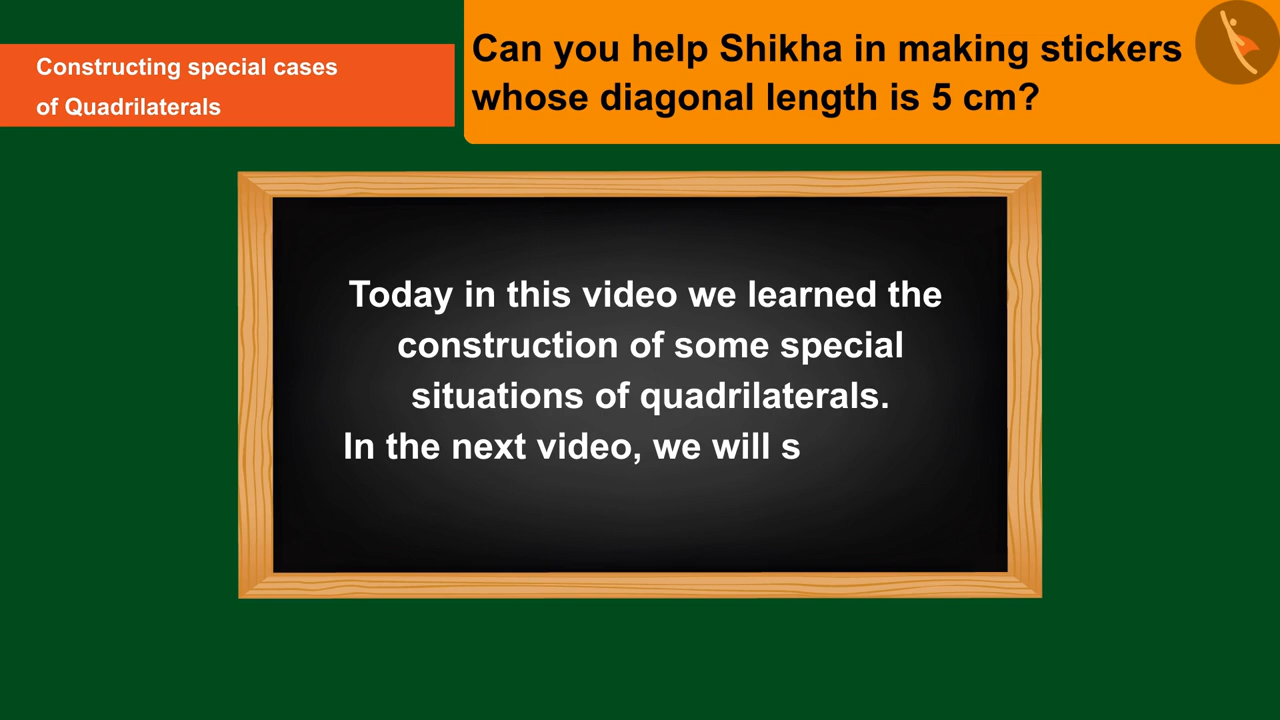 Constructing special cases
of Quadrilaterals
Can you help Shikha in making stickers
whose diagonal length is 5 cm?
Today in this video we learned the
construction of some special
situations of quadrilaterals.
In the next video, we will s